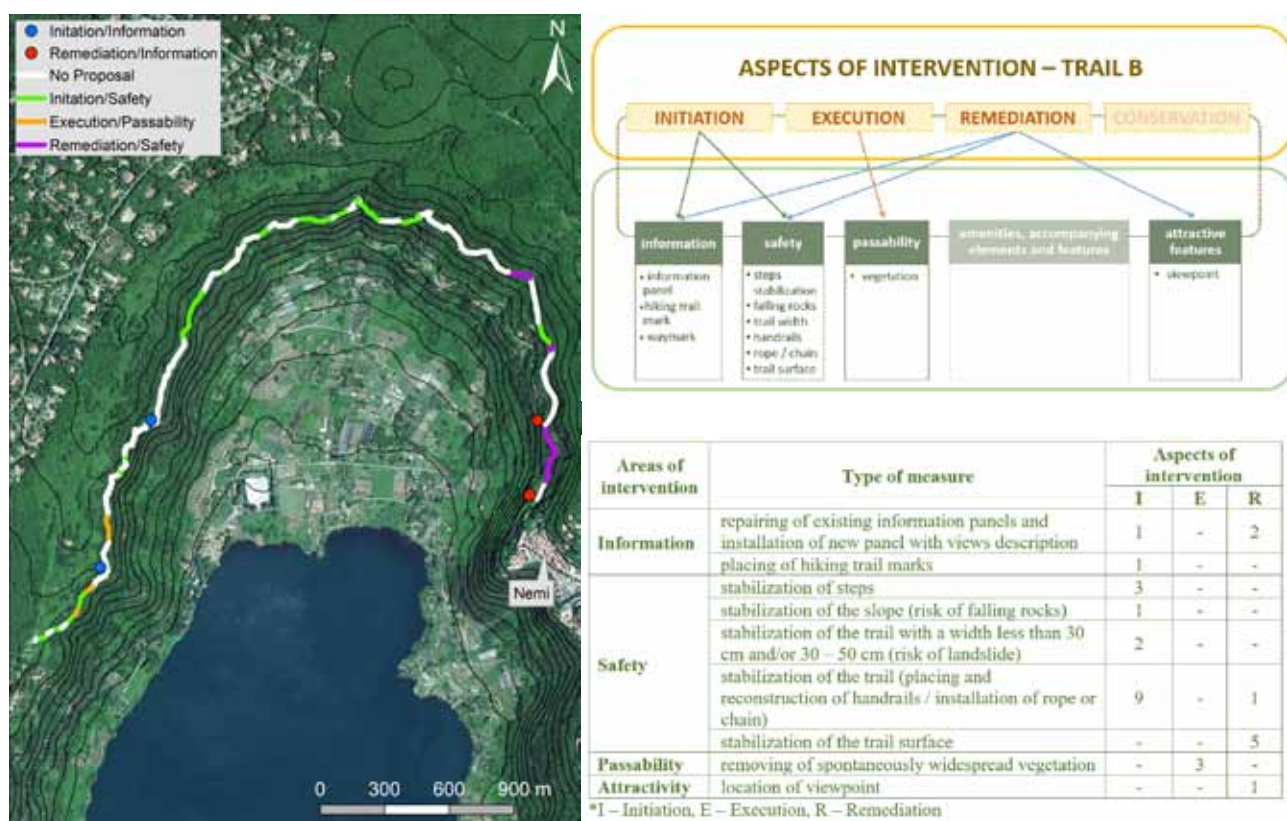 Initation/Information
Remediation/Information
No Proposal
Initation/Safety
Execution/Passability
Remediation/Safety
N
Nemi
0 300 600 900 m
ASPECTS OF INTERVENTION – TRAIL B
INITIATION EXECUTION REMEDIATION CONSERVATION
information safety passability amenities, accompanying elements and features attractive features
• information panel
• hiking trail mark
• waymark
• steps stabilization
• falling rocks
• trail width
• handrails
• rope / chain
• trail surface
• vegetation
• viewpoint
Areas of intervention Type of measure Aspects of intervention
I E R
Information repairing of existing information panels and installation of new panel with views description 1 - 2
placing of hiking trail marks 1 - -
Safety stabilization of steps 3 - -
stabilization of the slope (risk of falling rocks) 1 - -
stabilization of the trail with a width less than 30 cm and/or 30 – 50 cm (risk of landslide) 2 - -
stabilization of the trail (placing and reconstruction of handrails / installation of rope or chain) 9 - 1
stabilization of the trail surface - - 5
Passability removing of spontaneously widespread vegetation - 3 -
Attractivity location of viewpoint - - 1
*I – Initiation, E – Execution, R – Remediation